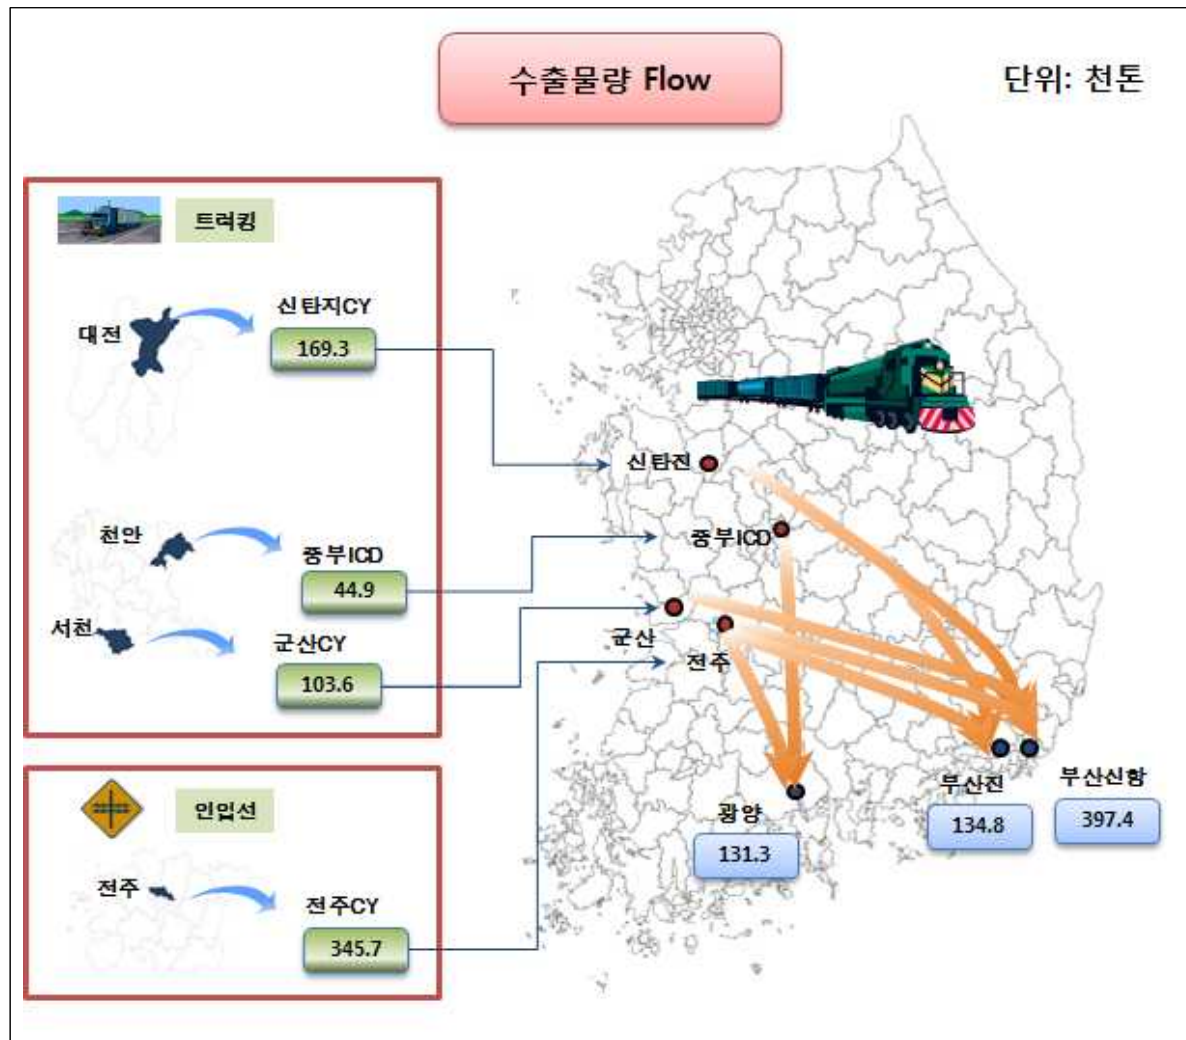 수출물량 Flow
단위: 천톤
트럭킹
대전
신탄지CY
169.3
천안
중부ICD
44.9
서천
군산CY
103.6
인입선
전주
전주CY
345.7
신탄진
중부ICD
군산
전주
광양
131.3
부산진
134.8
부산신항
397.4